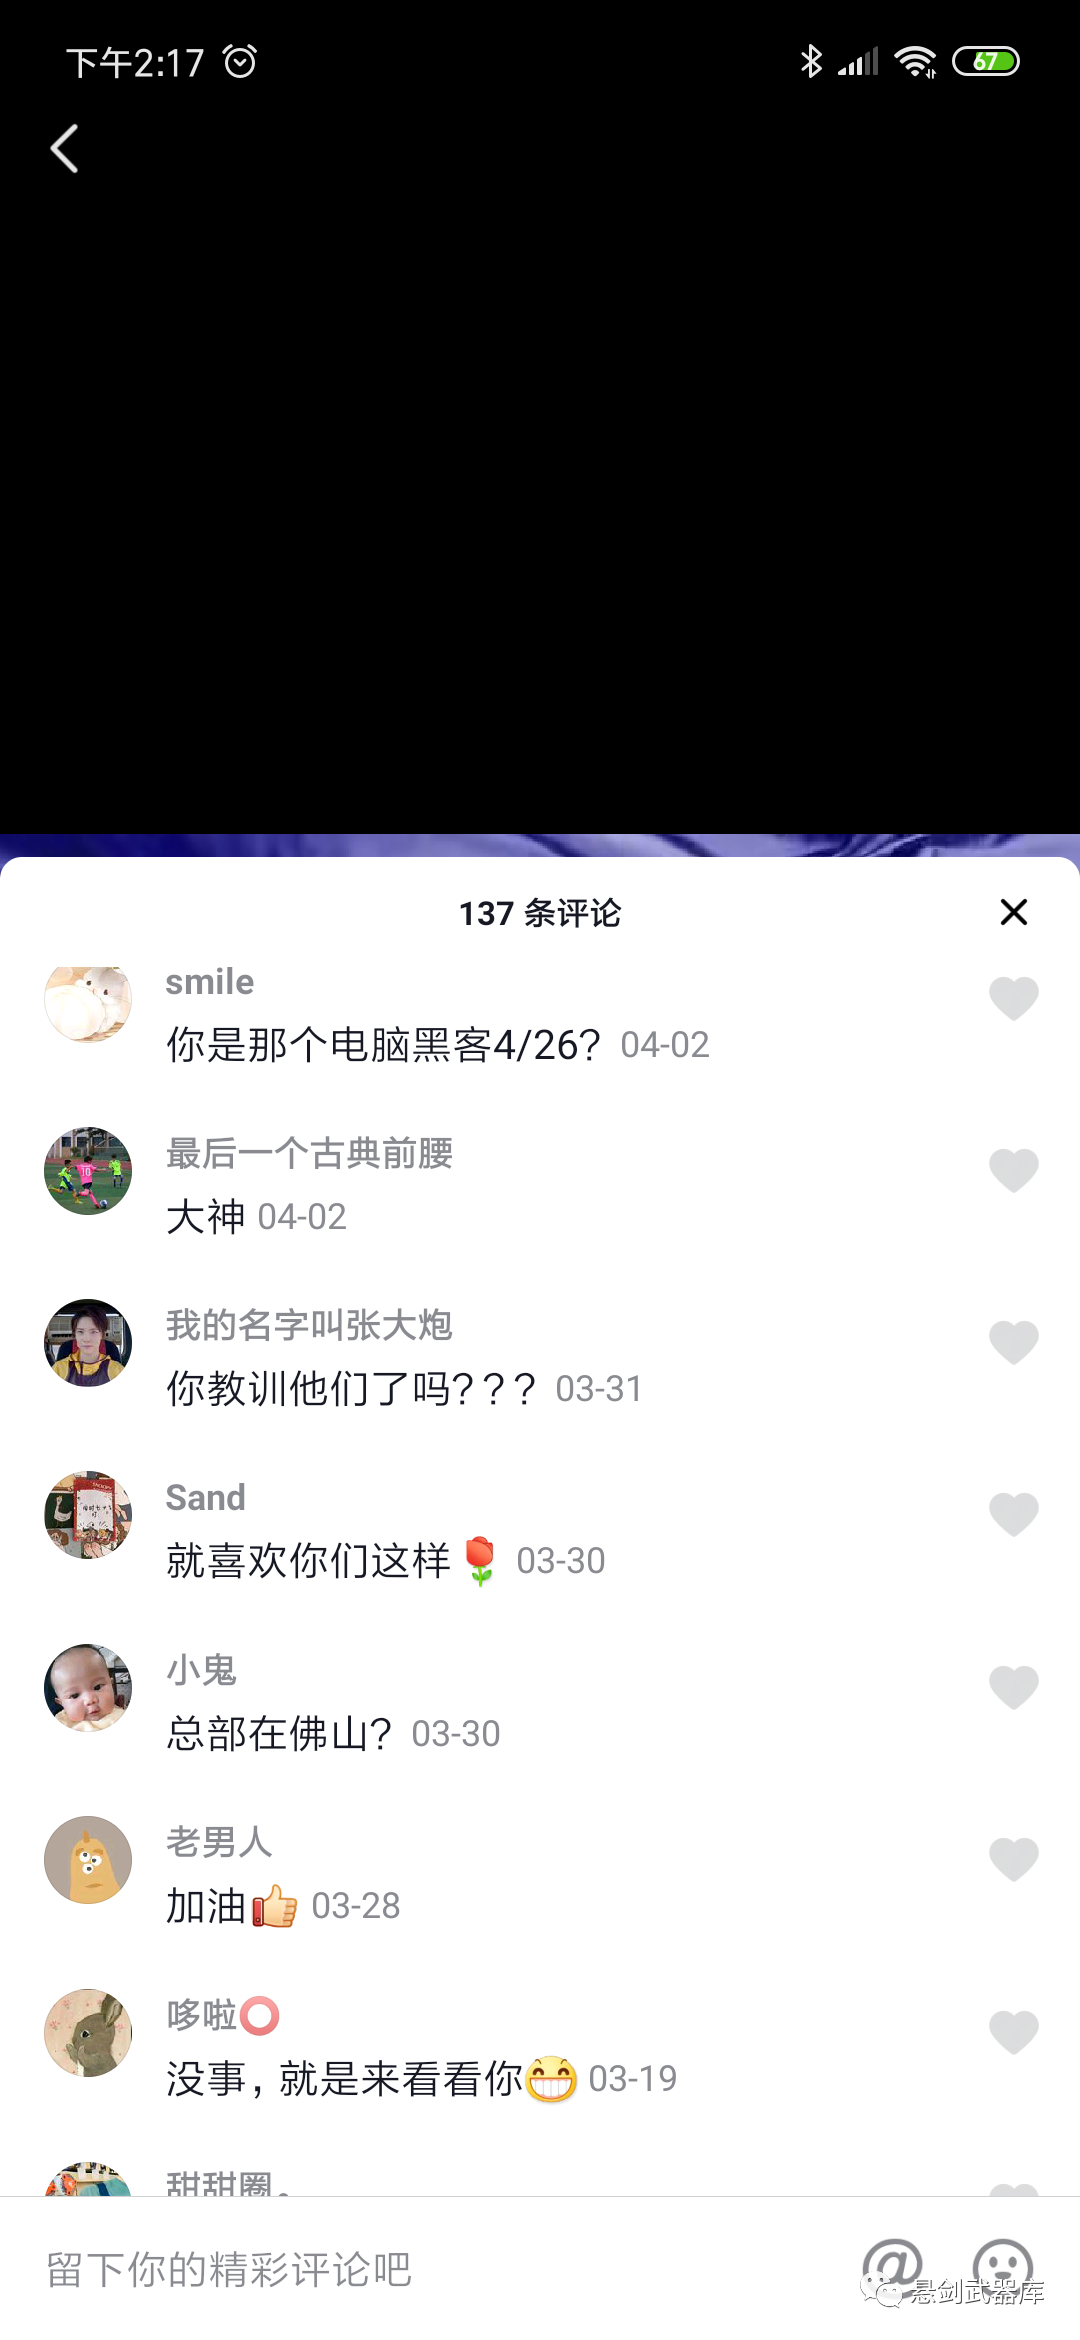 下午2:17
67
137 条评论
smile
你是那个电脑黑客4/26? 04-02
最后一个古典前腰
大神 04-02
我的名字叫张大炮
你教训他们了吗??? 03-31
Sand
就喜欢你们这样🌹 03-30
小鬼
总部在佛山? 03-30
老男人
加油👍 03-28
哆啦⭕
没事,就是来看看你😁 03-19
甜甜圈。
留下你的精彩评论吧
悬剑武器库